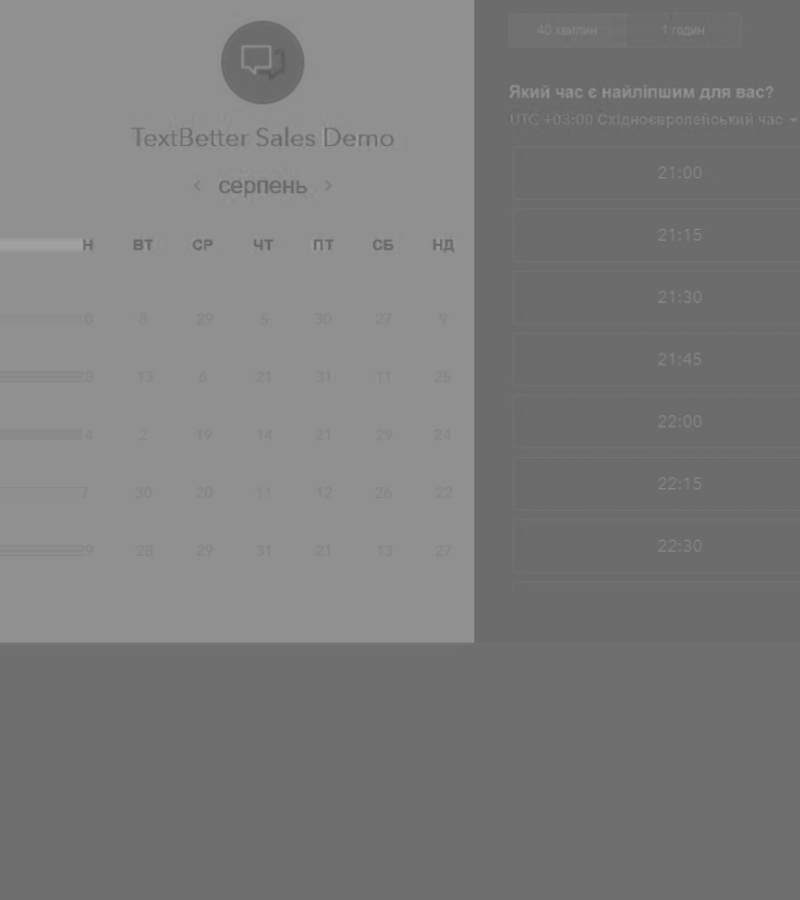 TextBetter Sales Demo
серпень
Н ВТ СР ЧТ ПТ СБ НД
0 3 29 5 30 27 9
8 13 6 21 31 11 25
4 2 19 14 21 29 24
7 30 20 11 12 26 22
9 28 29 31 21 13 27
40 хвилин 1 годин
Який час є найліпшим для вас?
UTC +03:00 Східноєвропейський час
21:00
21:15
21:30
21:45
22:00
22:15
22:30